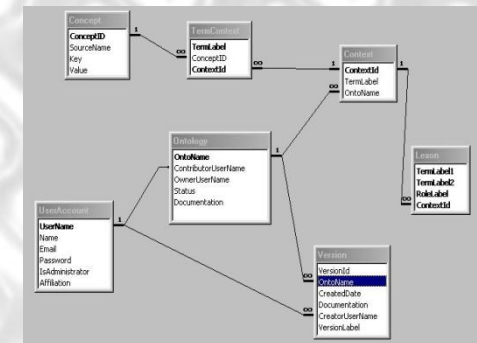 Concept
ConceptID
SourceName
Key
Value
1
∞
TermContext
TermLabel
ConceptID
ContextId
∞
1
Context
ContextId
TermLabel
OntoName
1
∞
Ontology
OntoName
ContributorUserName
OwnerUserName
Status
Documentation
1
Lexon
TermLabel1
TermLabel2
RoleLabel
ContextId
∞
UserAccount
UserName
Name
Email
Password
IsAdministrator
Affiliation
1
Version
VersionId
OntoName
CreatedDate
Documentation
CreatorUserName
VersionLabel
∞
∞